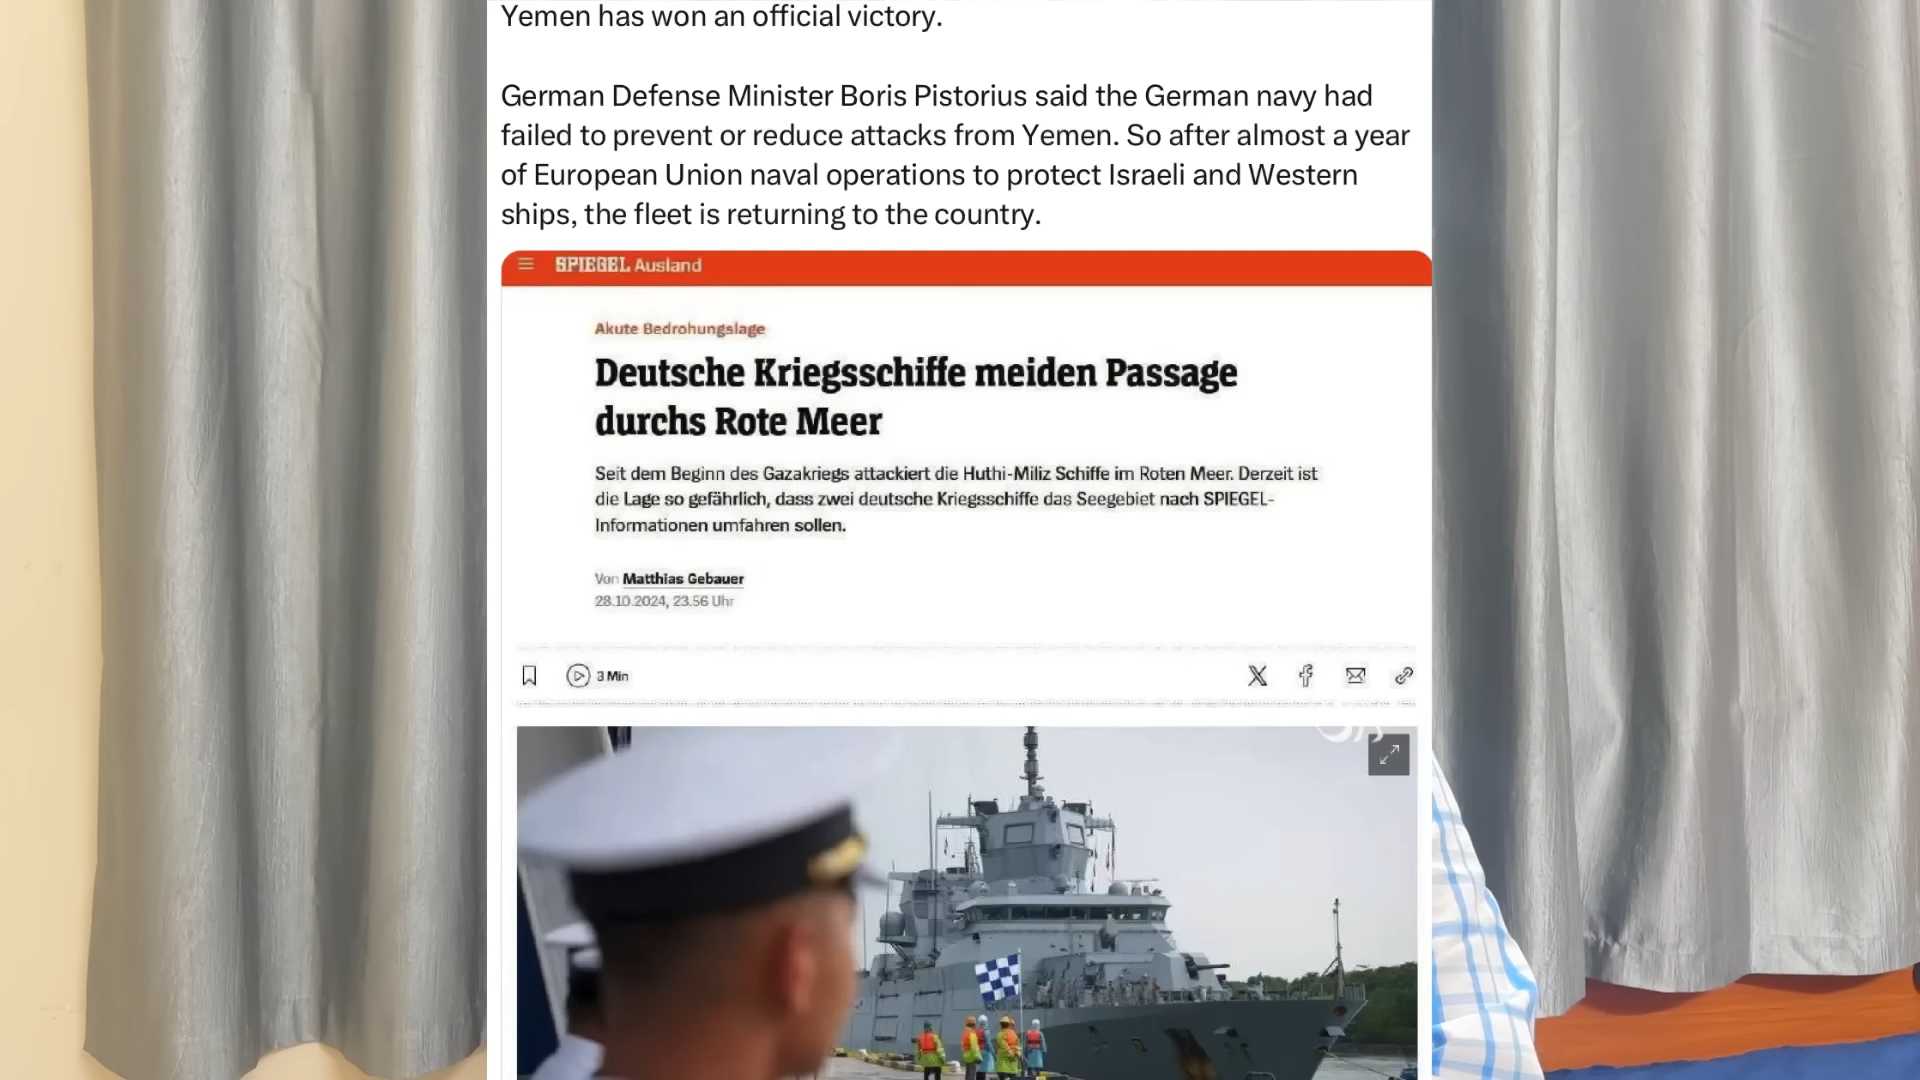 Yemen has won an official victory.
German Defense Minister Boris Pistorius said the German navy had
failed to prevent or reduce attacks from Yemen. So after almost a year
of European Union naval operations to protect Israeli and Western
ships, the fleet is returning to the country.
SPIEGEL Ausland
Akute Bedrohungslage
Deutsche Kriegsschiffe meiden Passage
durchs Rote Meer
Seit dem Beginn des Gazakriegs attackiert die Huthi-Miliz Schiffe im Roten Meer. Derzeit ist
die Lage so gefährlich, dass zwei deutsche Kriegsschiffe das Seegebiet nach SPIEGEL-
Informationen umfahren sollen.
Von Matthias Gebauer
28.10.2024, 23.56 Uhr
3 Min